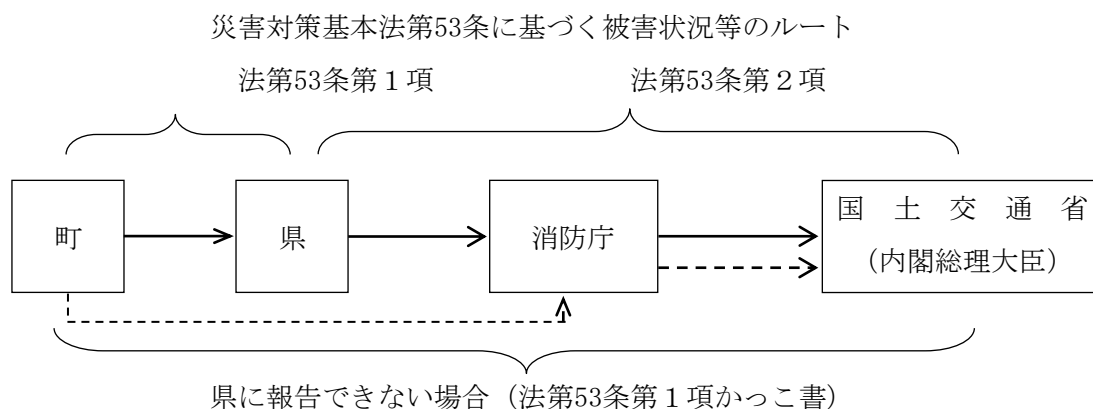 災害対策基本法第53条に基づく被害状況等のルート
法第53条第１項
法第53条第２項
町
県
消防庁
国土交通省
（内閣総理大臣）
県に報告できない場合（法第53条第１項かっこ書）